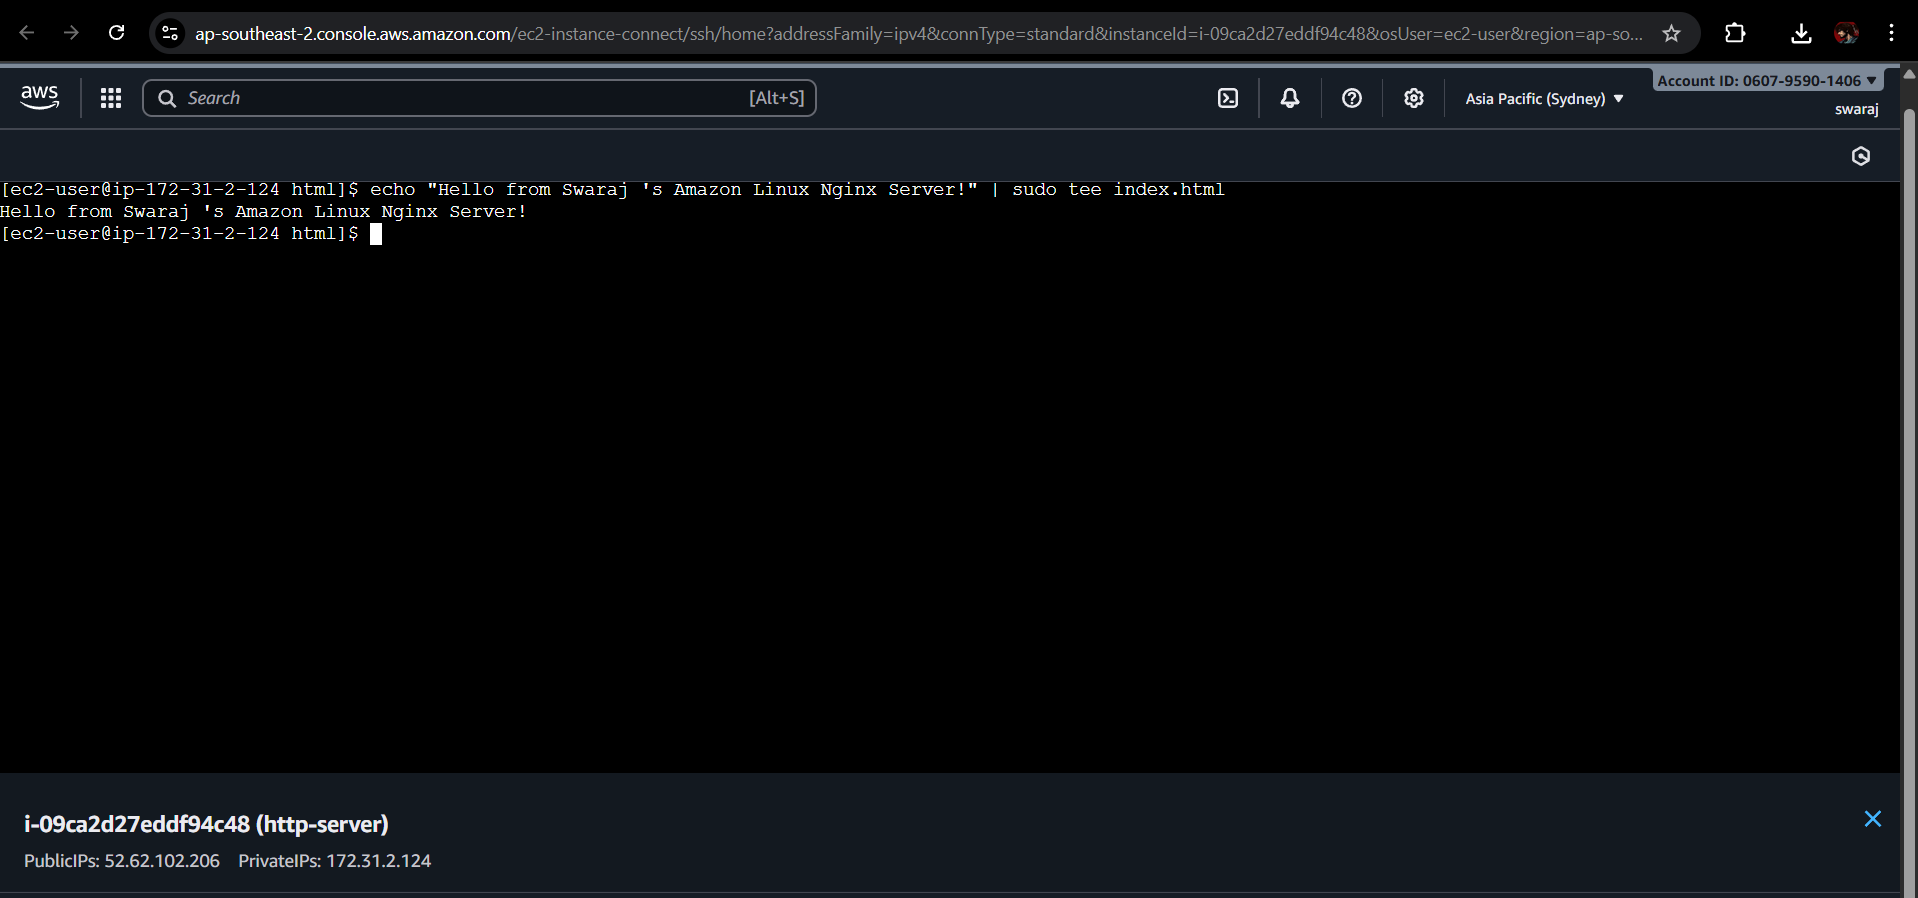 ap-southeast-2.console.aws.amazon.com/ec2-instance-connect/ssh/home?addressFamily=ipv4&connType=standard&instanceId=i-09ca2d27eddf94c48&osUser=ec2-user&region=ap-so...
aws
Search [Alt+S]
Asia Pacific (Sydney)
Account ID: 0607-9590-1406
swaraj
[ec2-user@ip-172-31-2-124 html]$ echo "Hello from Swaraj 's Amazon Linux Nginx Server!" | sudo tee index.html
Hello from Swaraj 's Amazon Linux Nginx Server!
[ec2-user@ip-172-31-2-124 html]$
i-09ca2d27eddf94c48 (http-server)
PublicIPs: 52.62.102.206 PrivateIPs: 172.31.2.124